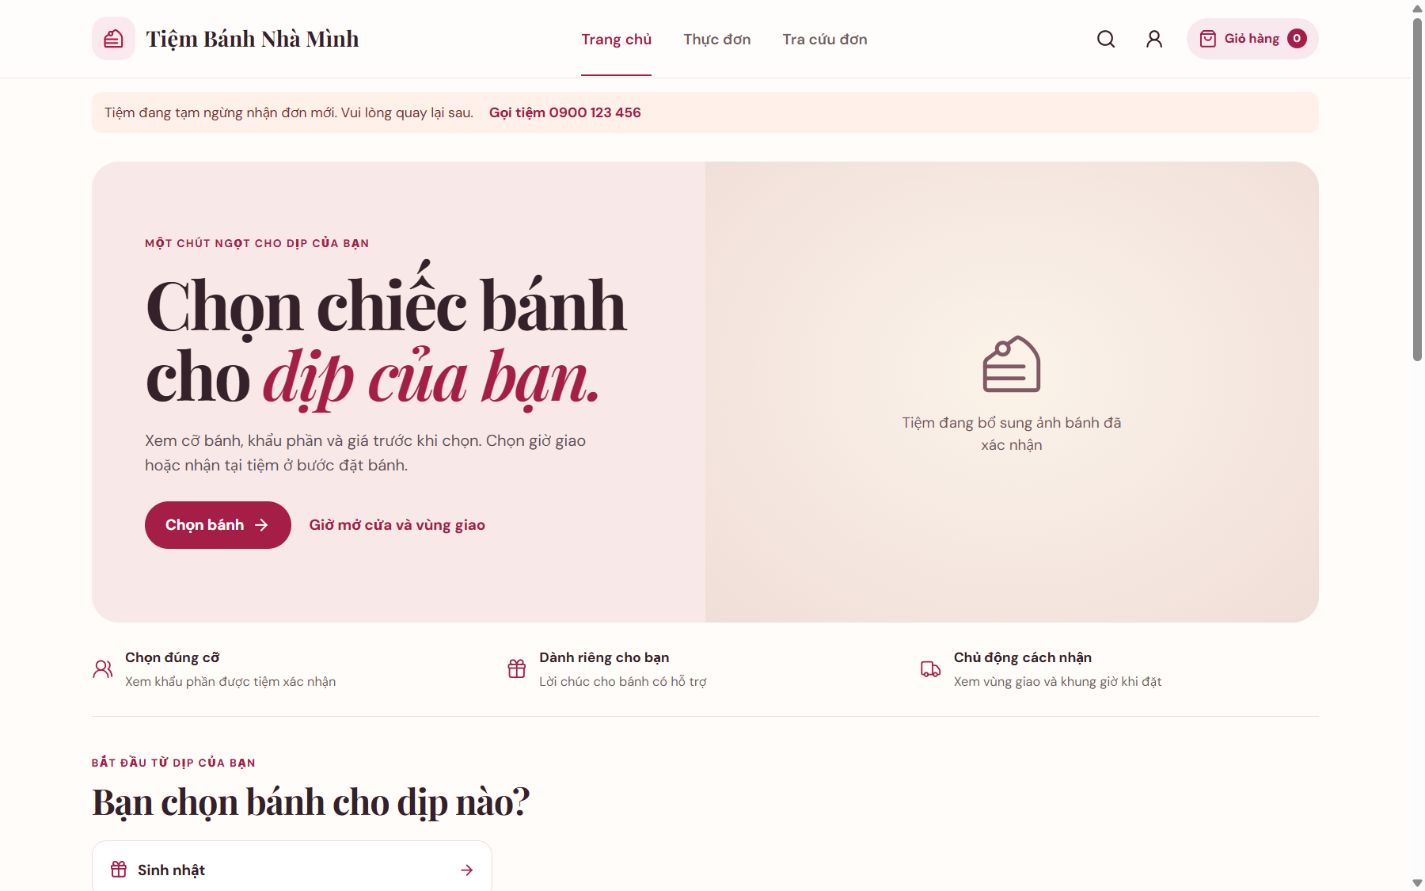 Tiệm Bánh Nhà Mình
Trang chủ
Thực đơn
Tra cứu đơn
Giỏ hàng 0
Tiệm đang tạm ngừng nhận đơn mới. Vui lòng quay lại sau. Gọi tiệm 0900 123 456
MỘT CHÚT NGỌT CHO DỊP CỦA BẠN
Chọn chiếc bánh
cho dịp của bạn.
Xem cỡ bánh, khẩu phần và giá trước khi chọn. Chọn giờ giao
hoặc nhận tại tiệm ở bước đặt bánh.
Chọn bánh
Giờ mở cửa và vùng giao
Tiệm đang bổ sung ảnh bánh đã
xác nhận
Chọn đúng cỡ
Xem khẩu phần được tiệm xác nhận
Dành riêng cho bạn
Lời chúc cho bánh có hỗ trợ
Chủ động cách nhận
Xem vùng giao và khung giờ khi đặt
BẮT ĐẦU TỪ DỊP CỦA BẠN
Bạn chọn bánh cho dịp nào?
Sinh nhật